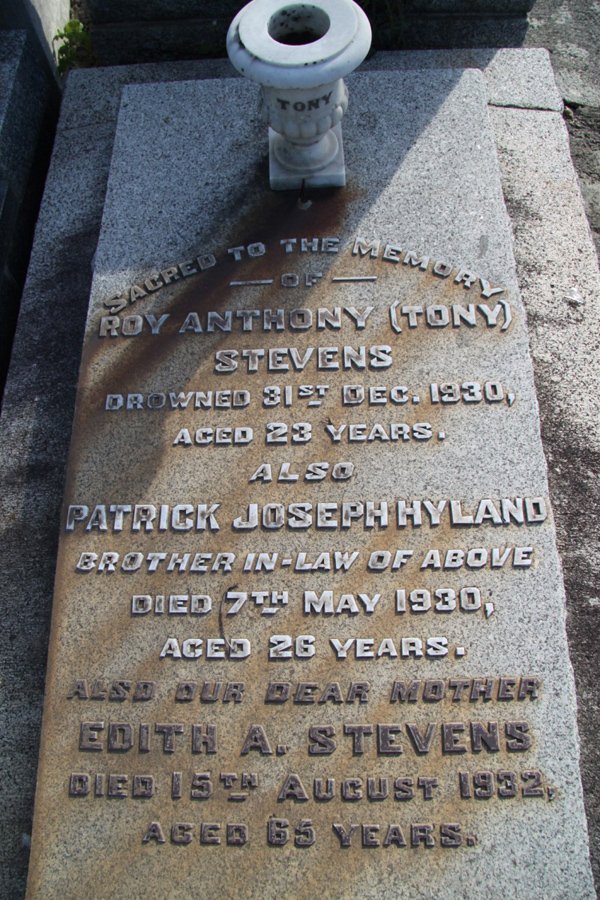 TONY
SACRED TO THE MEMORY
OF
ROY ANTHONY (TONY)
STEVENS
DROWNED 31ST DEC. 1930,
AGED 23 YEARS.
ALSO
PATRICK JOSEPH HYLAND
BROTHER IN-LAW OF ABOVE
DIED 7TH MAY 1930,
AGED 26 YEARS.
ALSO OUR DEAR MOTHER
EDITH A. STEVENS
DIED 15TH AUGUST 1932,
AGED 65 YEARS.